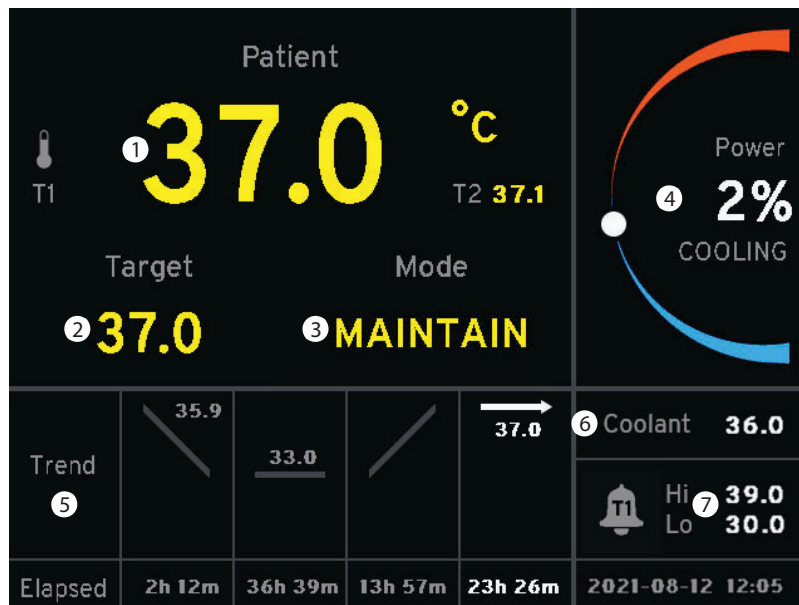 Patient
1 37.0 °C
T1
T2 37.1
Target
Mode
2 37.0
3 MAINTAIN
Power
4 2%
COOLING
Trend
5
35.9
33.0
37.0
Elapsed 2h 12m 36h 39m 13h 57m 23h 26m
6 Coolant 36.0
T1
Hi 7 39.0
Lo 30.0
2021-08-12 12:05